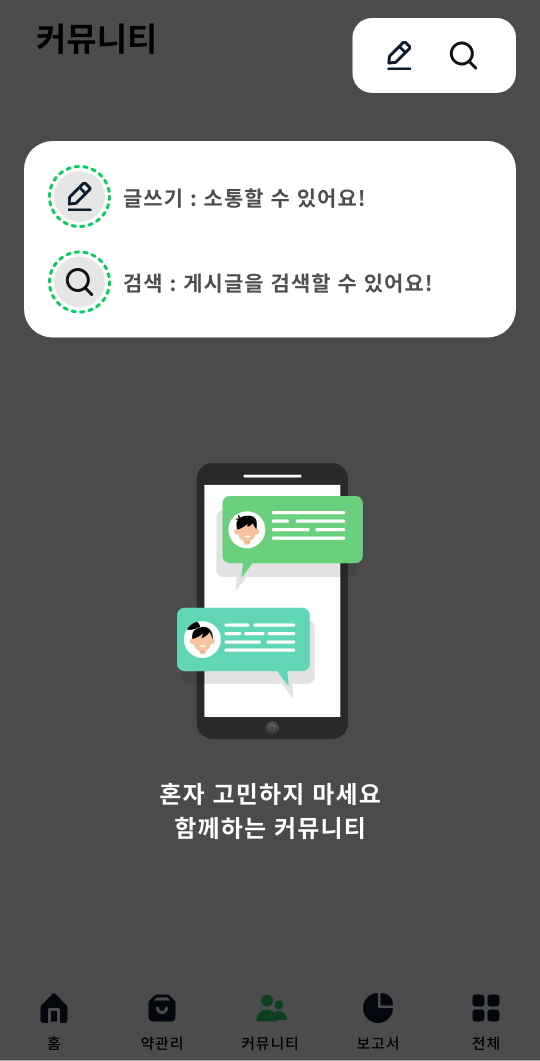 커뮤니티
글쓰기 : 소통할 수 있어요!
검색 : 게시글을 검색할 수 있어요!
혼자 고민하지 마세요
함께하는 커뮤니티
홈 약관리 커뮤니티 보고서 전체